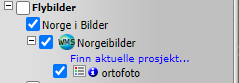 Flybilder
Norge i Bilder
WMS Norgeibilder
Finn aktuelle prosjekt...
i ortofoto